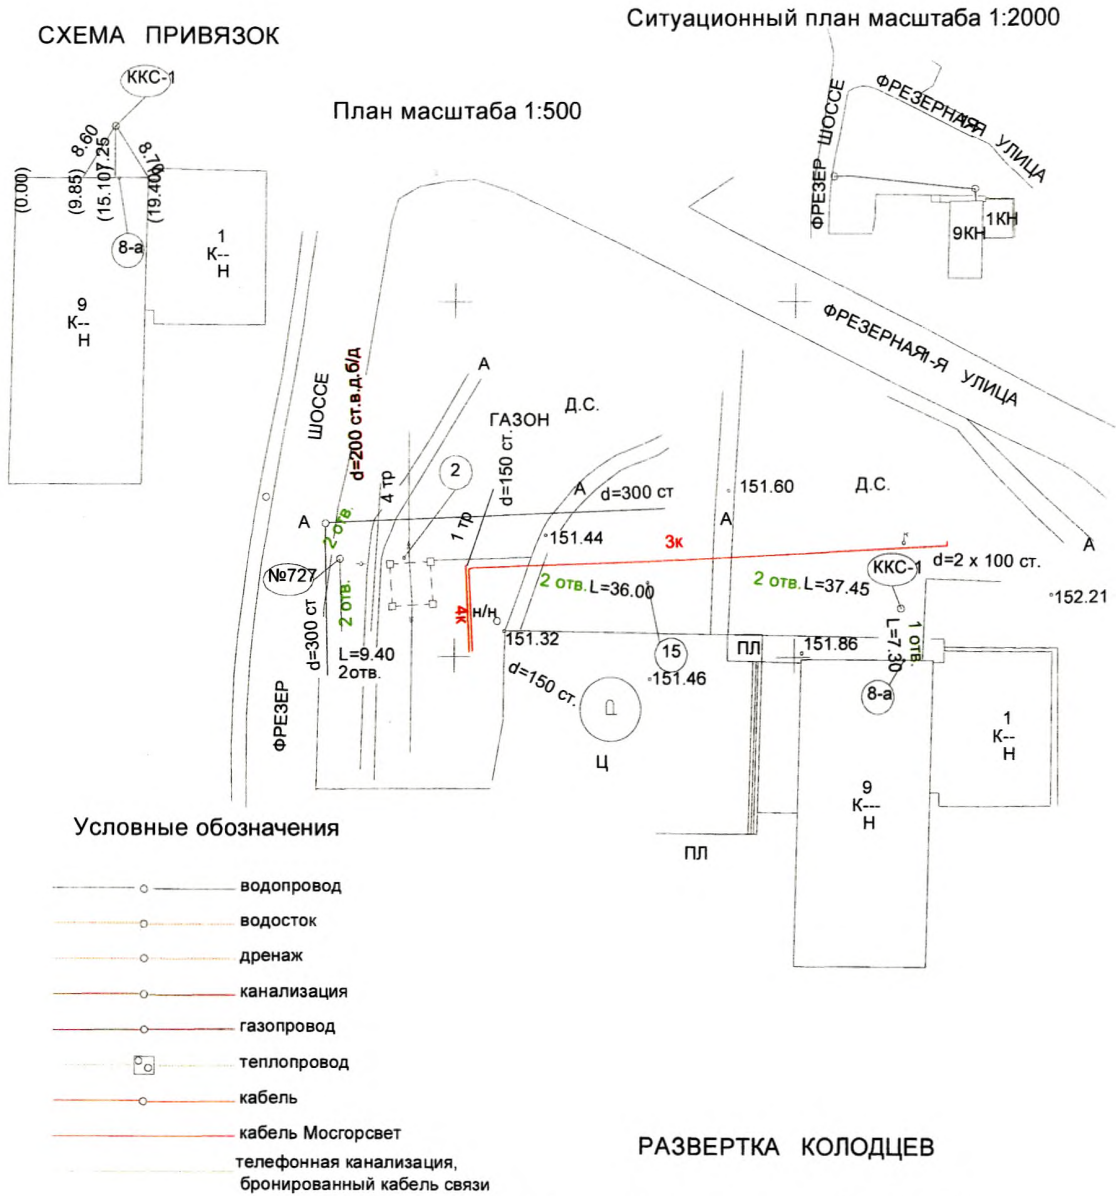 СХЕМА ПРИВЯЗОК
Ситуационный план масштаба 1:2000
План масштаба 1:500
ККС-1
8.60
7.25
8.70
(0.00)
(9.85)
(15.10)
(19.40)
8-а
1
К--
Н
9
К--
Н
ФРЕЗЕР ШОССЕ
ФРЕЗЕРНАЯ
УЛИЦА
1КН
9КН
ФРЕЗЕРНАЯ1-Я УЛИЦА
ШОССЕ
d=200 ст.в.д.б/д
А
ГАЗОН
Д.С.
4 тр
2
d=150 ст.
А
d=300 ст
1 тр
151.60
Д.С.
А
А
А
2 отв.
151.44
3к
№727
2 отв.
2 отв.
L=36.00
2 отв.
L=37.45
ККС-1
d=2 x 100 ст.
152.21
4к
н/н
d=300 ст
L=9.40
2отв.
151.32
15
ПЛ
151.86
L=7.30
1 отв.
151.46
d=150 ст.
8-а
ФРЕЗЕР
Ц
1
К--
Н
9
К---
Н
ПЛ
Условные обозначения
водопровод
водосток
дренаж
канализация
газопровод
теплопровод
кабель
кабель Мосгорсвет
телефонная канализация,
бронированный кабель связи
РАЗВЕРТКА КОЛОДЦЕВ